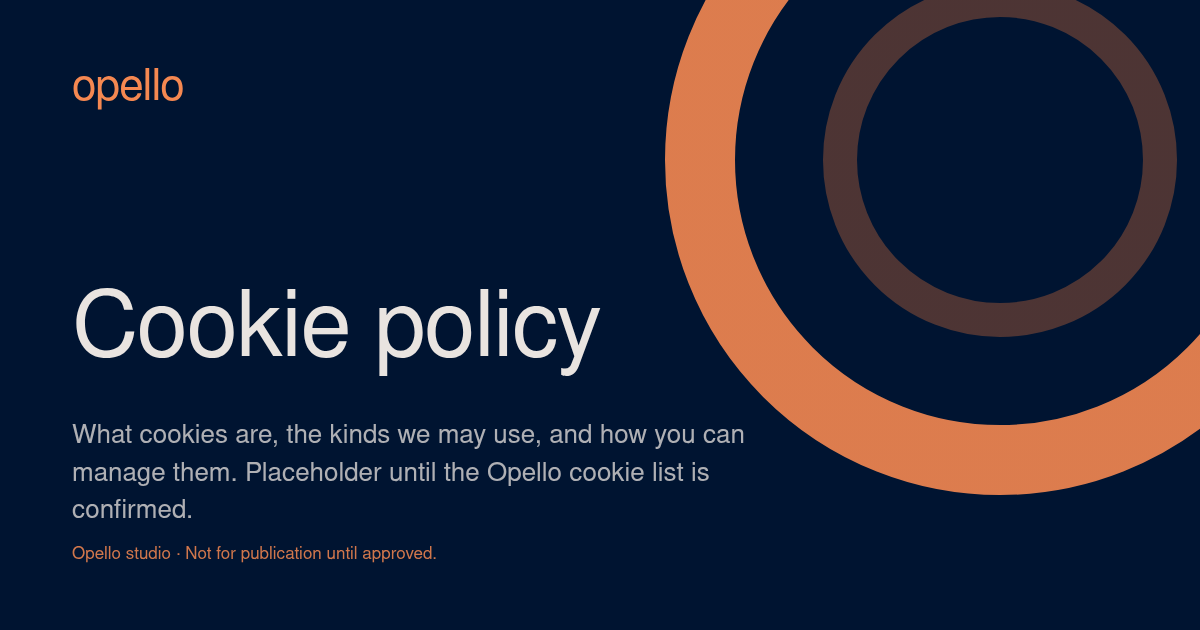 opello
Cookie policy
What cookies are, the kinds we may use, and how you can
manage them. Placeholder until the Opello cookie list is
confirmed.
Opello studio · Not for publication until approved.